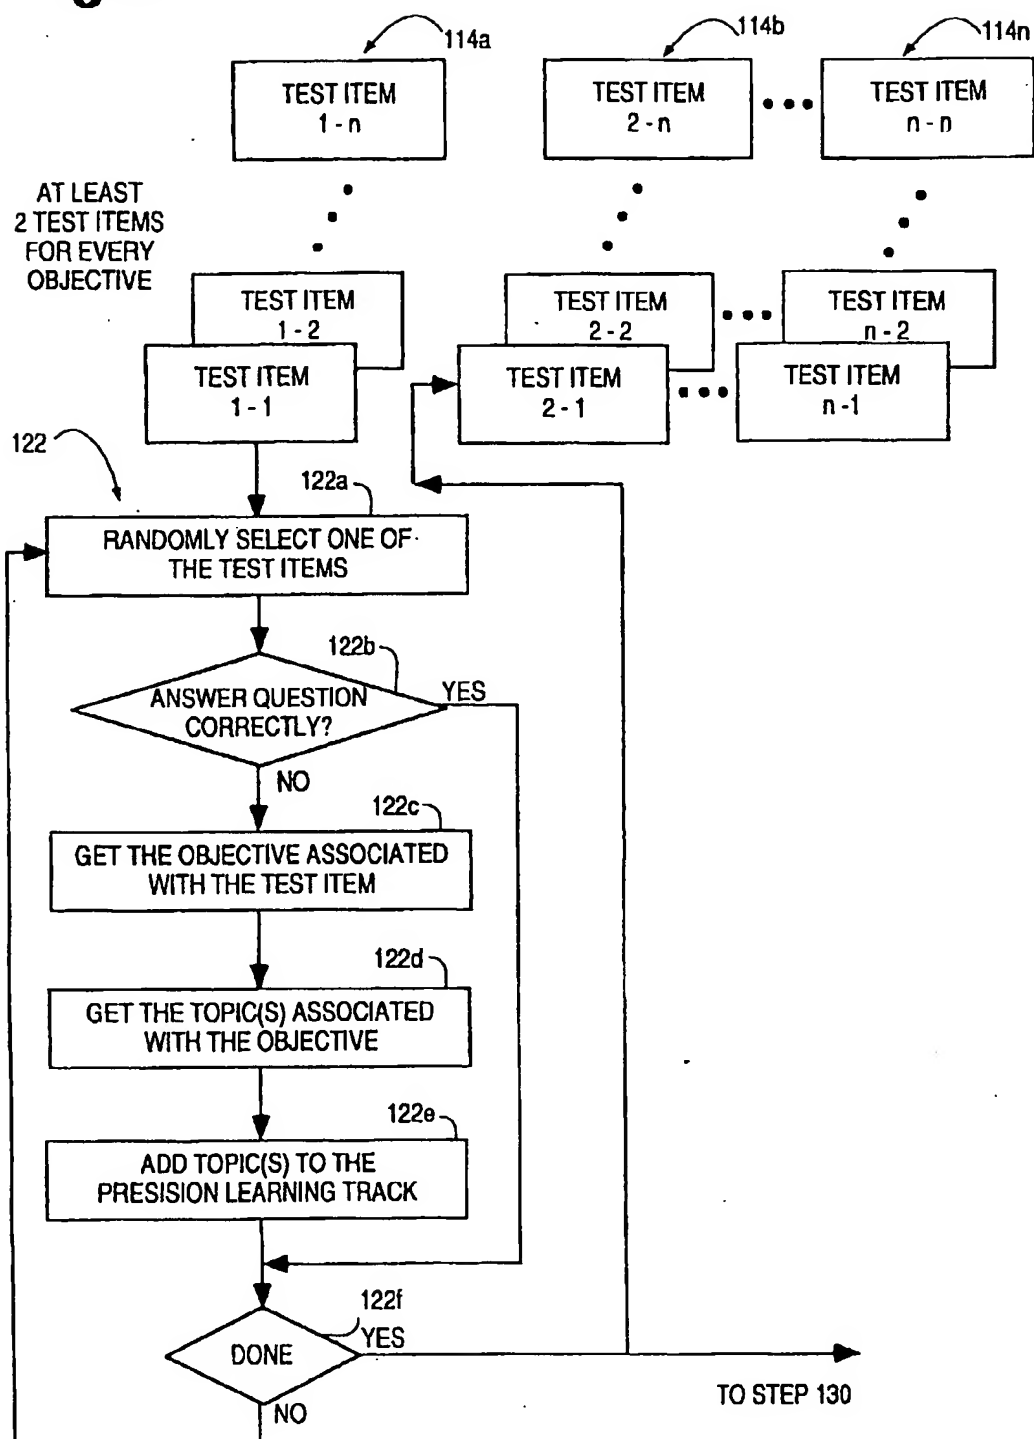 114a
114b
114n
TEST ITEM
1 - n
TEST ITEM
2 - n
TEST ITEM
n - n
AT LEAST
2 TEST ITEMS
FOR EVERY
OBJECTIVE
TEST ITEM
1 - 2
TEST ITEM
2 - 2
TEST ITEM
n - 2
TEST ITEM
1 - 1
TEST ITEM
2 - 1
TEST ITEM
n - 1
122
122a
RANDOMLY SELECT ONE OF
THE TEST ITEMS
122b
ANSWER QUESTION
CORRECTLY?
YES
NO
122c
GET THE OBJECTIVE ASSOCIATED
WITH THE TEST ITEM
122d
GET THE TOPIC(S) ASSOCIATED
WITH THE OBJECTIVE
122e
ADD TOPIC(S) TO THE
PRESISION LEARNING TRACK
122f
DONE
YES
TO STEP 130
NO